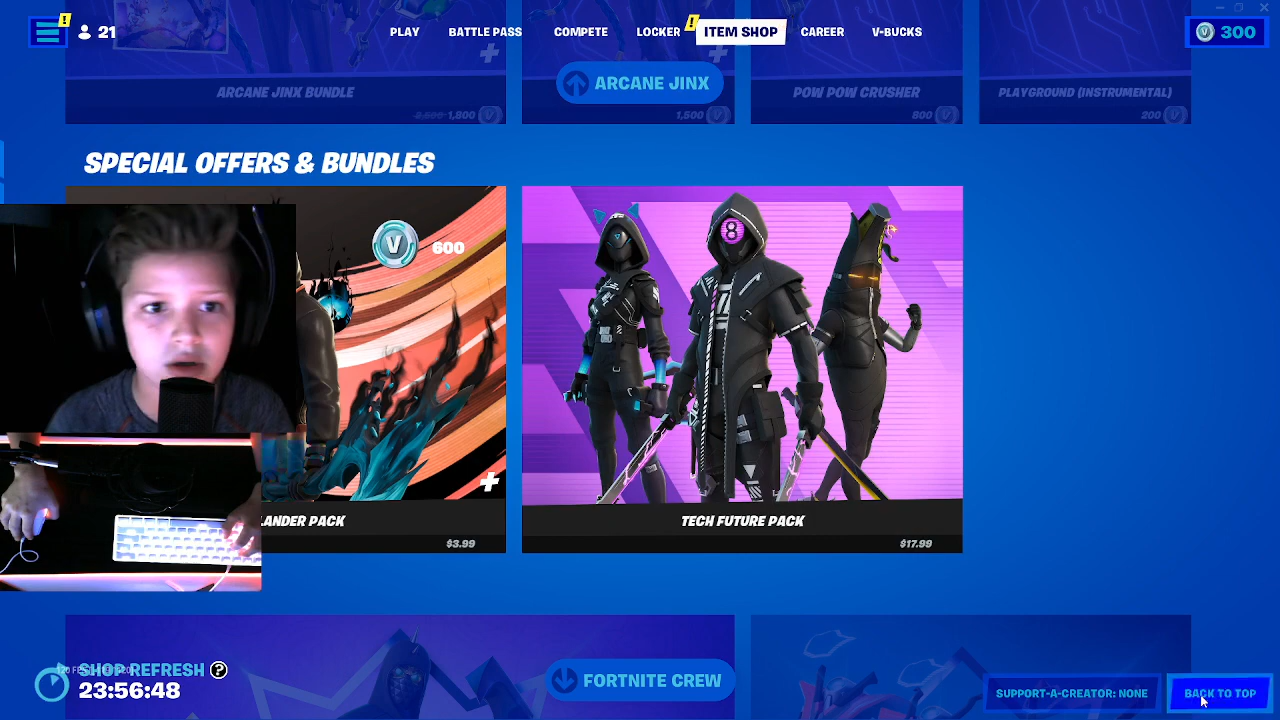 !
21
PLAY
BATTLE PASS
COMPETE
LOCKER
!
ITEM SHOP
CAREER
V-BUCKS
V 300
ARCANE JINX
ARCANE JINX BUNDLE
1,800
1,500
POW POW CRUSHER
800
PLAYGROUND (INSTRUMENTAL)
200
SPECIAL OFFERS & BUNDLES
V 600
8
LANDER PACK
$3.99
TECH FUTURE PACK
$17.99
SHOP REFRESH ?
23:56:48
FORTNITE CREW
SUPPORT-A-CREATOR: NONE
BACK TO TOP